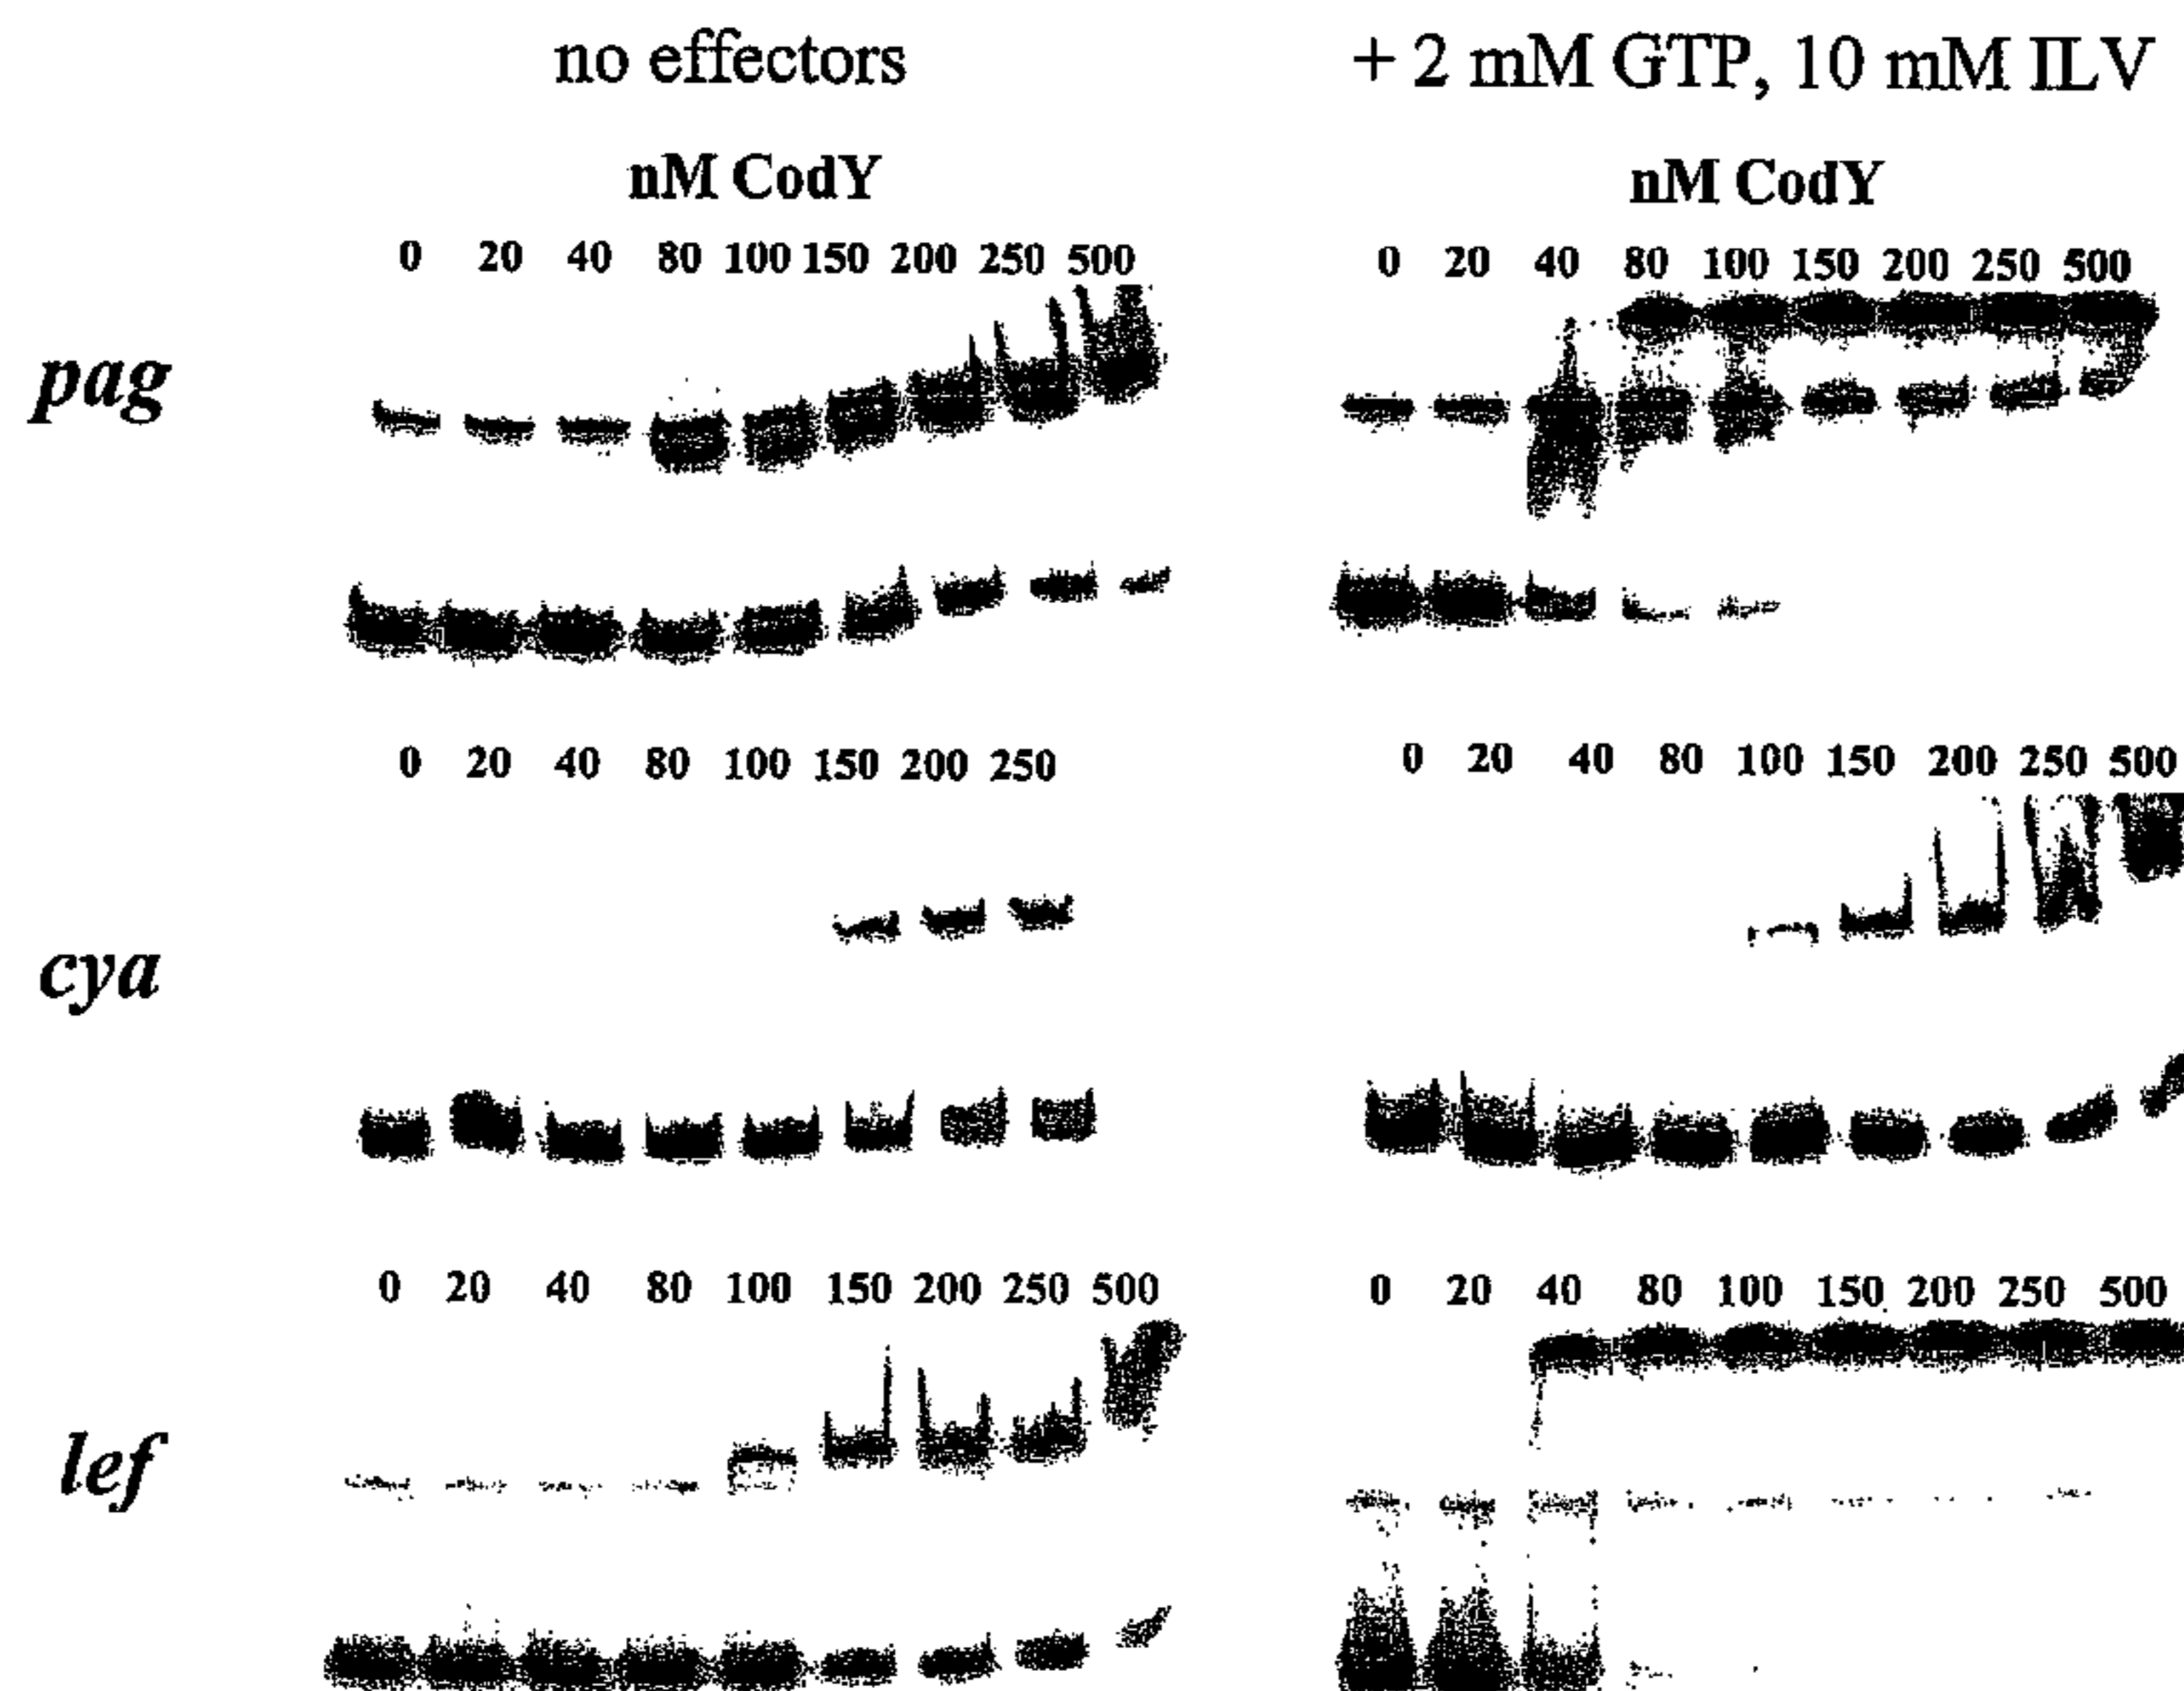 no effectors + 2 mM GTP, 10 mM ILV
nM CodY nM CodY
0 20 40 80 100 150 200 250 500 0 20 40 80 100 150 200 250 500
pag
0 20 40 80 100 150 200 250 0 20 40 80 100 150 200 250 500
cya
0 20 40 80 100 150 200 250 500 0 20 40 80 100 150 200 250 500
lef